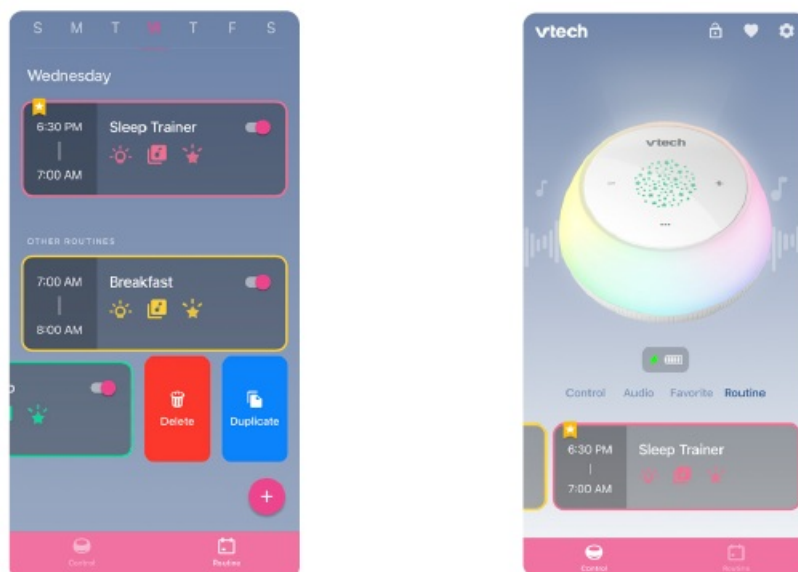 S M T W T F S
Wednesday
6:30 PM
Sleep Trainer
7:00 AM
OTHER ROUTINES
7:00 AM
Breakfast
8:00 AM
Delete
Duplicate
+
Control
Routine
vtech
vtech
Control Audio Favorite Routine
6:30 PM
Sleep Trainer
7:00 AM
Control
Routine